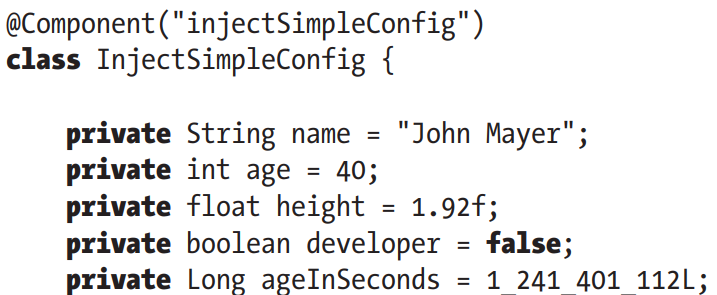 @Component("injectSimpleConfig")
class InjectSimpleConfig {
private String name = "John Mayer";
private int age = 40;
private float height = 1.92f;
private boolean developer = false;
private Long ageInSeconds = 1_241_401_112L;